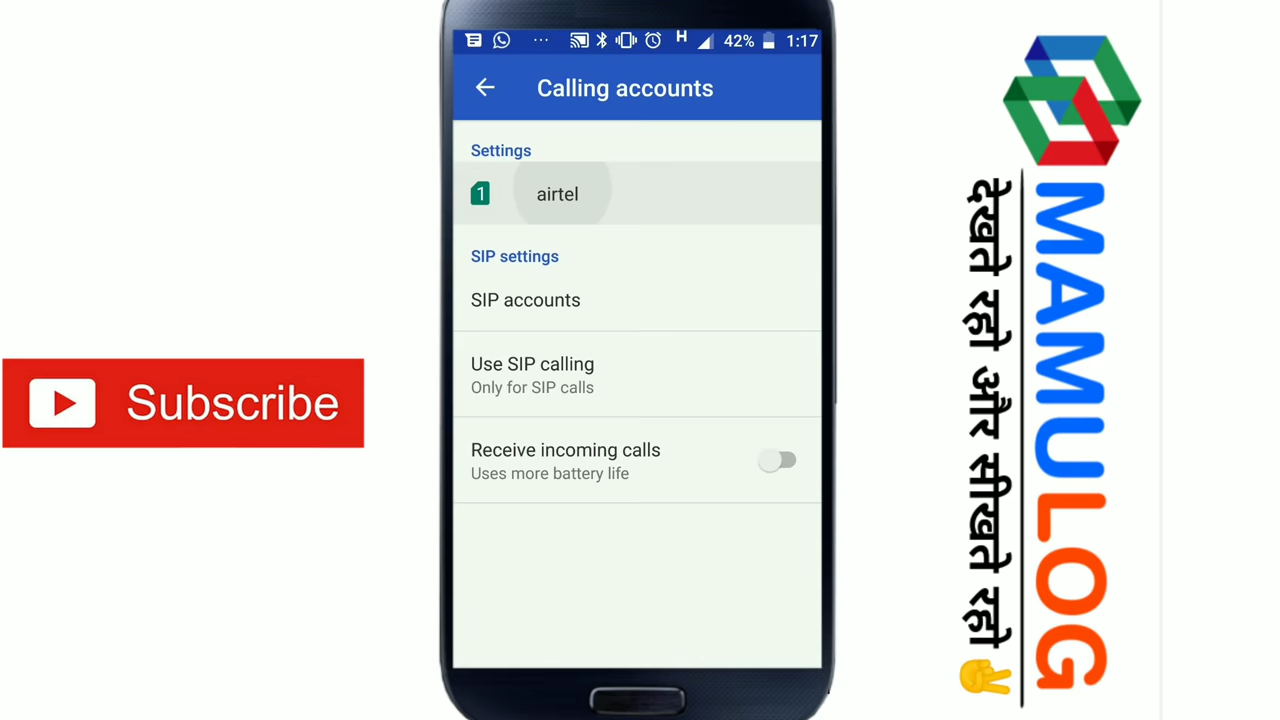 H 42% 1:17
Calling accounts
Settings
1 airtel
SIP settings
SIP accounts
Use SIP calling
Only for SIP calls
Receive incoming calls
Uses more battery life
Subscribe
MAMULOG
देखते रहो और सीखते रहो✌